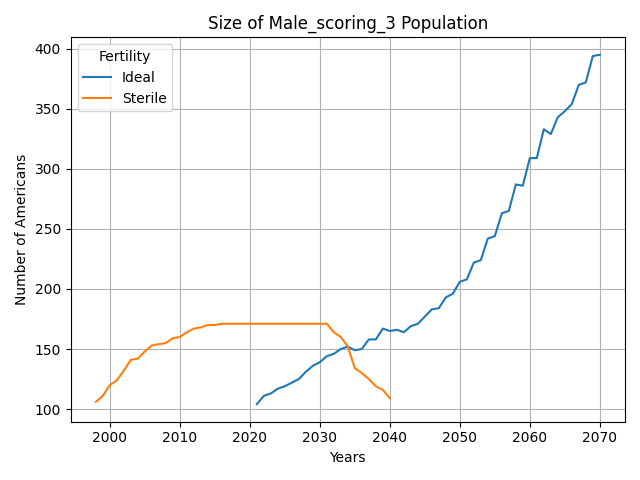 Size of Male_scoring_3 Population
Fertility
Ideal
Sterile
Number of Americans
400
350
300
250
200
150
100
2000 2010 2020 2030 2040 2050 2060 2070
Years